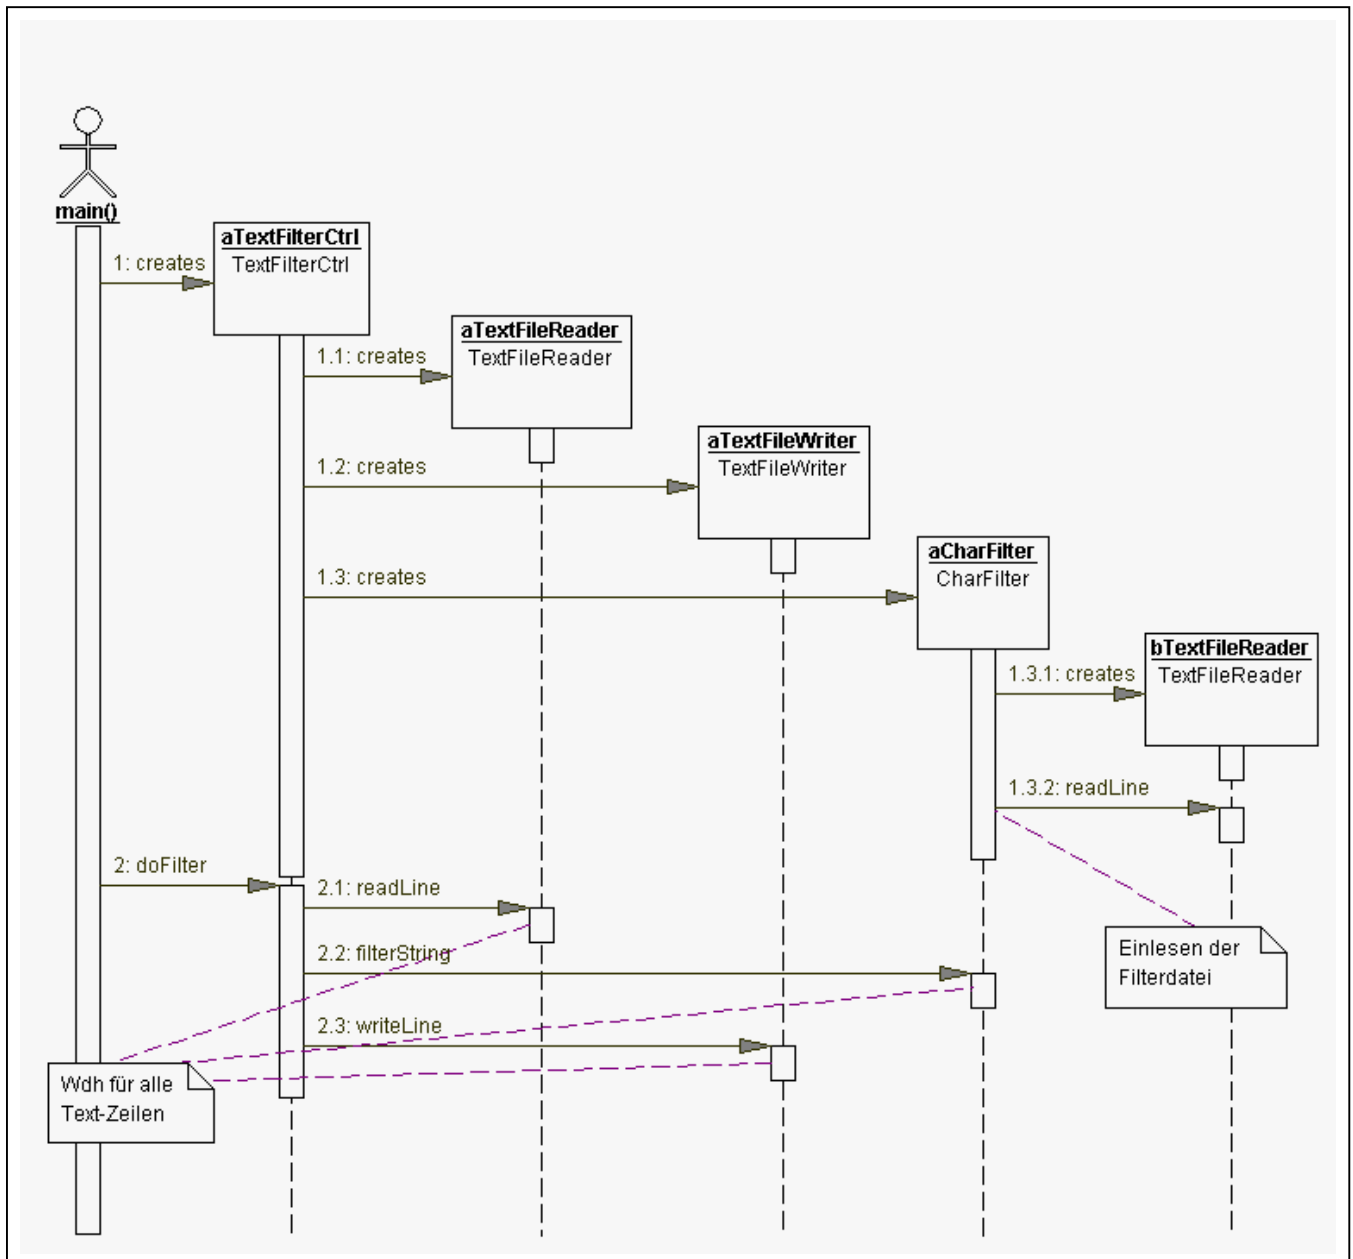 main()
aTextFilterCtrl
TextFilterCtrl
1: creates
aTextFileReader
TextFileReader
1.1: creates
aTextFileWriter
TextFileWriter
1.2: creates
aCharFilter
CharFilter
1.3: creates
bTextFileReader
TextFileReader
1.3.1: creates
1.3.2: readLine
2: doFilter
2.1: readLine
2.2: filterString
Einlesen der
Filterdatei
2.3: writeLine
Wdh für alle
Text-Zeilen